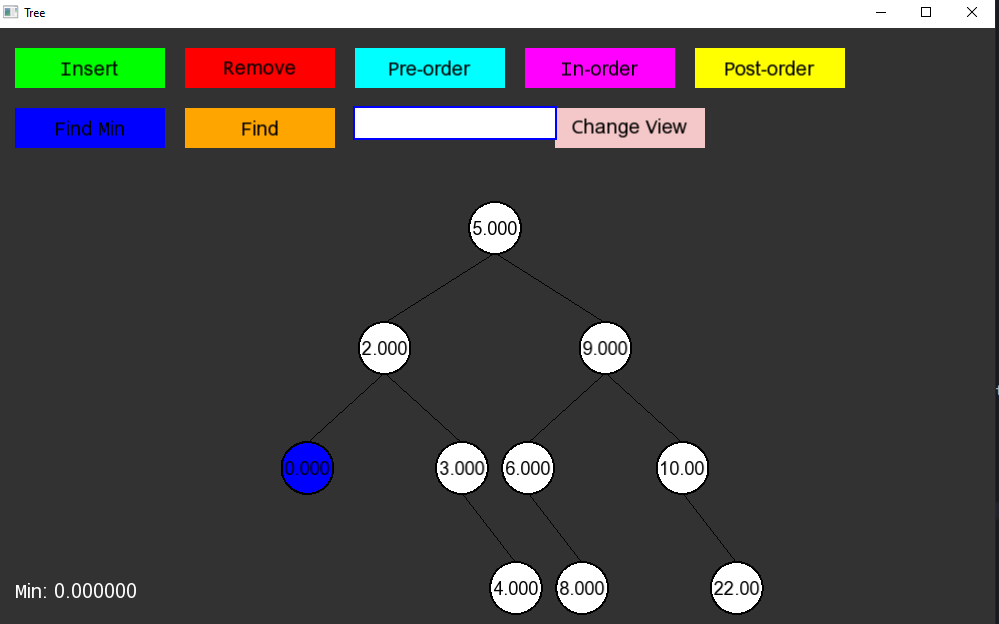 Tree
Insert Remove Pre-order In-order Post-order
Find Min Find Change View
5.000
2.000 9.000
0.000 3.000 6.000 10.00
4.000 8.000 22.00
Min: 0.000000